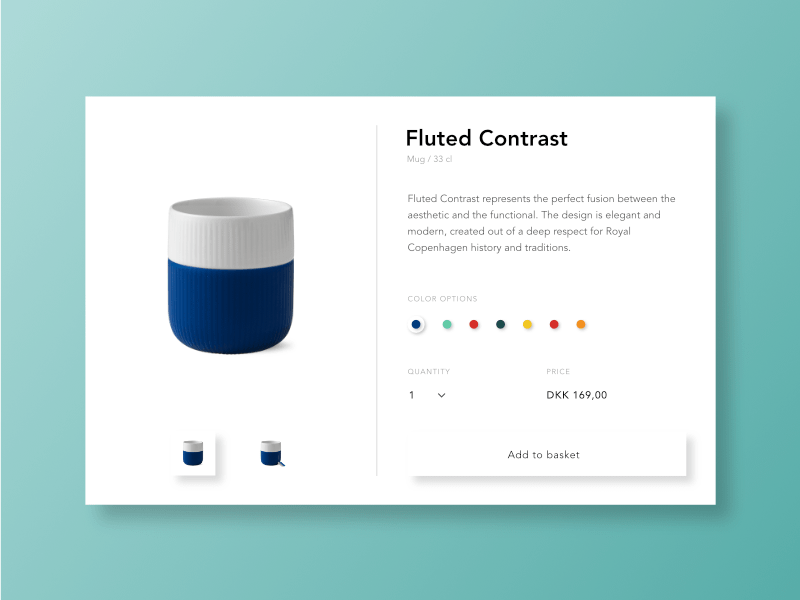 Fluted Contrast
Mug / 33 cl
Fluted Contrast represents the perfect fusion between the
aesthetic and the functional. The design is elegant and
modern, created out of a deep respect for Royal
Copenhagen history and traditions.
COLOR OPTIONS
QUANTITY
PRICE
1
DKK 169,00
Add to basket